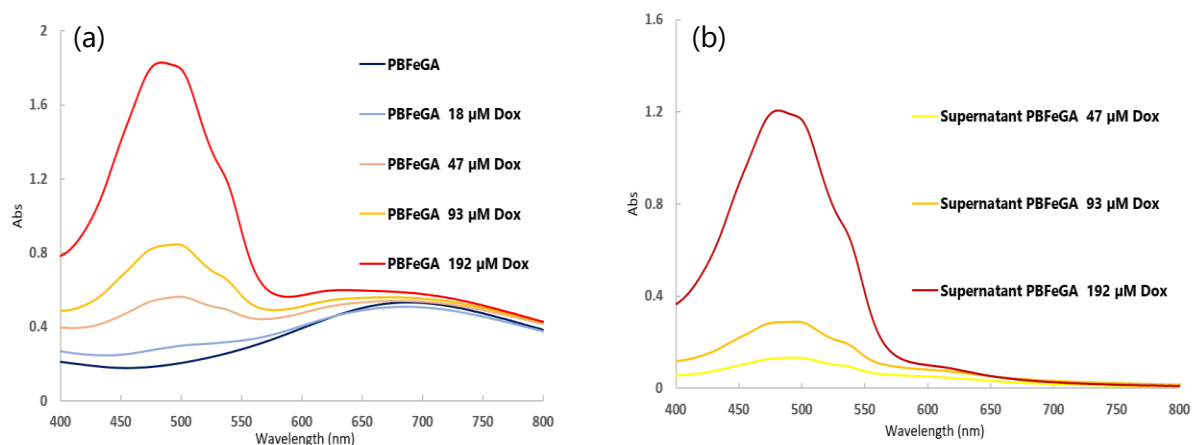 (a)
2
1.6
1.2
0.8
0.4
0
Abs
400 450 500 550 600 650 700 750 800
Wavelength (nm)
PBFeGA
PBFeGA 18 µM Dox
PBFeGA 47 µM Dox
PBFeGA 93 µM Dox
PBFeGA 192 µM Dox
(b)
1.6
1.2
0.8
0.4
0
Abs
400 450 500 550 600 650 700 750 800
Wavelength (nm)
Supernatant PBFeGA 47 µM Dox
Supernatant PBFeGA 93 µM Dox
Supernatant PBFeGA 192 µM Dox